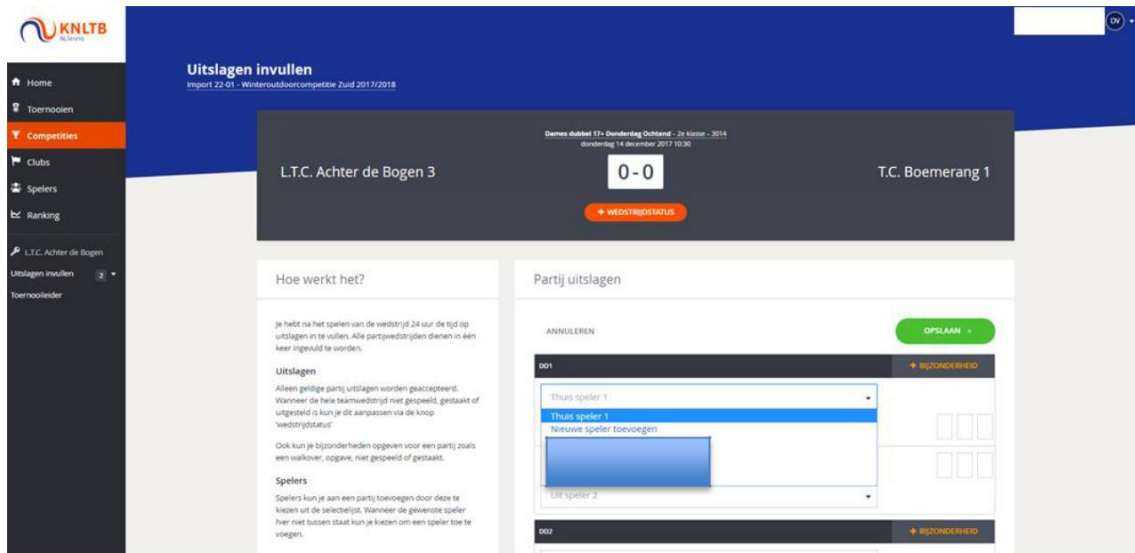 KNLTB
NL.tennis
DV
Home
Toernooien
Competities
Clubs
Spelers
Ranking
L.T.C. Achter de Bogen
Uitslagen invullen 2
Toernooileider
Uitslagen invullen
Import 22-01 - Winteroutdoorcompetitie Zuid 2017/2018
Dames dubbel 17+ Donderdag Ochtend - 2e klasse - 3014
donderdag 14 december 2017 10:30
L.T.C. Achter de Bogen 3
0 - 0
T.C. Boemerang 1
+ WEDSTRIJDSTATUS
Hoe werkt het?
Je hebt na het spelen van de wedstrijd 24 uur de tijd op
uitslagen in te vullen. Alle partijwedstrijden dienen in één
keer ingevuld te worden.
Uitslagen
Alleen geldige partij uitslagen worden geaccepteerd.
Wanneer de hele teamwedstrijd niet gespeeld, gestaakt of
uitgesteld is kun je dit aanpassen via de knop
'wedstrijdstatus'
Ook kun je bijzonderheden opgeven voor een partij zoals
een walkover, opgave, niet gespeeld of gestaakt.
Spelers
Spelers kun je aan een partij toevoegen door deze te
kiezen uit de selectielijst. Wanneer de gewenste speler
hier niet tussen staat kun je kiezen om een speler toe te
voegen.
Partij uitslagen
ANNULEREN
OPSLAAN »
DD1
+ BIJZONDERHEID
Thuis speler 1
Thuis speler 1
Nieuwe speler toevoegen
Uit speler 2
DD2
+ BIJZONDERHEID